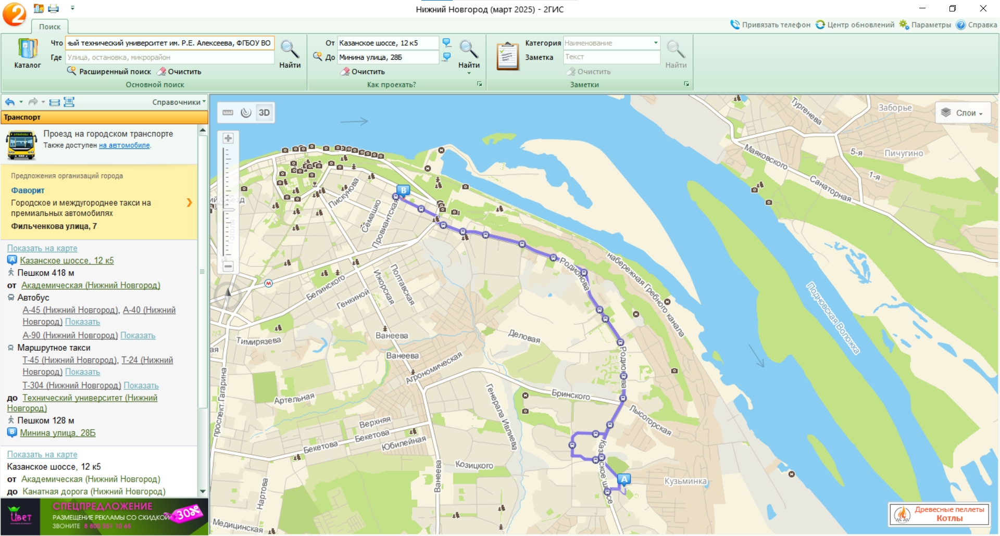 Нижний Новгород (март 2025) - 2ГИС
Поиск
Привязать телефон
Центр обновлений
Параметры
Справка
Каталог
Что
ный технический университет им. Р.Е. Алексеева, ФГБОУ ВО
Где
Улица, остановка, микрорайон
Расширенный поиск
Очистить
Найти
Основной поиск
От
Казанское шоссе, 12 к5
До
Минина улица, 28Б
Очистить
Найти
Как проехать?
Категория
Наименование
Заметка
Текст
Очистить
Найти
Заметки
Справочники
Транспорт
Проезд на городском транспорте
Также доступен на автомобиле.
Предложения организаций города
Фаворит
Городское и междугороднее такси на
премиальных автомобилях
Фильченкова улица, 7
Показать на карте
A Казанское шоссе, 12 к5
Пешком 418 м
от Академическая (Нижний Новгород)
Автобус
А-45 (Нижний Новгород), А-40 (Нижний
Новгород) Показать
А-90 (Нижний Новгород) Показать
Маршрутное такси
Т-45 (Нижний Новгород), Т-24 (Нижний
Новгород) Показать
Т-304 (Нижний Новгород) Показать
до Технический университет (Нижний
Новгород)
Пешком 128 м
B Минина улица, 28Б
Показать на карте
Казанское шоссе, 12 к5
от Академическая (Нижний Новгород)
до Канатная дорога (Нижний Новгород)
Цвет
СПЕЦПРЕДЛОЖЕНИЕ
РАЗМЕЩЕНИЕ РЕКЛАМЫ СО СКИДКОЙ
30%
ЗВОНИТЕ 8 800 551 10 65
3D
Слои
Тургенева
Заборье
Маяковского
5-я
Пичугино
1-я
Санаторная
Пискунова
Семашко
Провиантская
B
Родионова
набережная Гребного канала
Подновская Воложка
Полтавская
Ижорская
Белинского
Генкиной
М
Тимирязева
Ванеева
Ванеева
Деловая
Агрономическая
Родионова
проспект Гагарина
Артельная
Генерала Ивлиева
Бринского
Лысогорская
Верхняя
Бекетова
Бекетова
Юбилейная
Козицкого
Ванеева
Казанское шоссе
A
Кузьминка
Нартова
Медицинская
Древесные пеллеты
Котлы